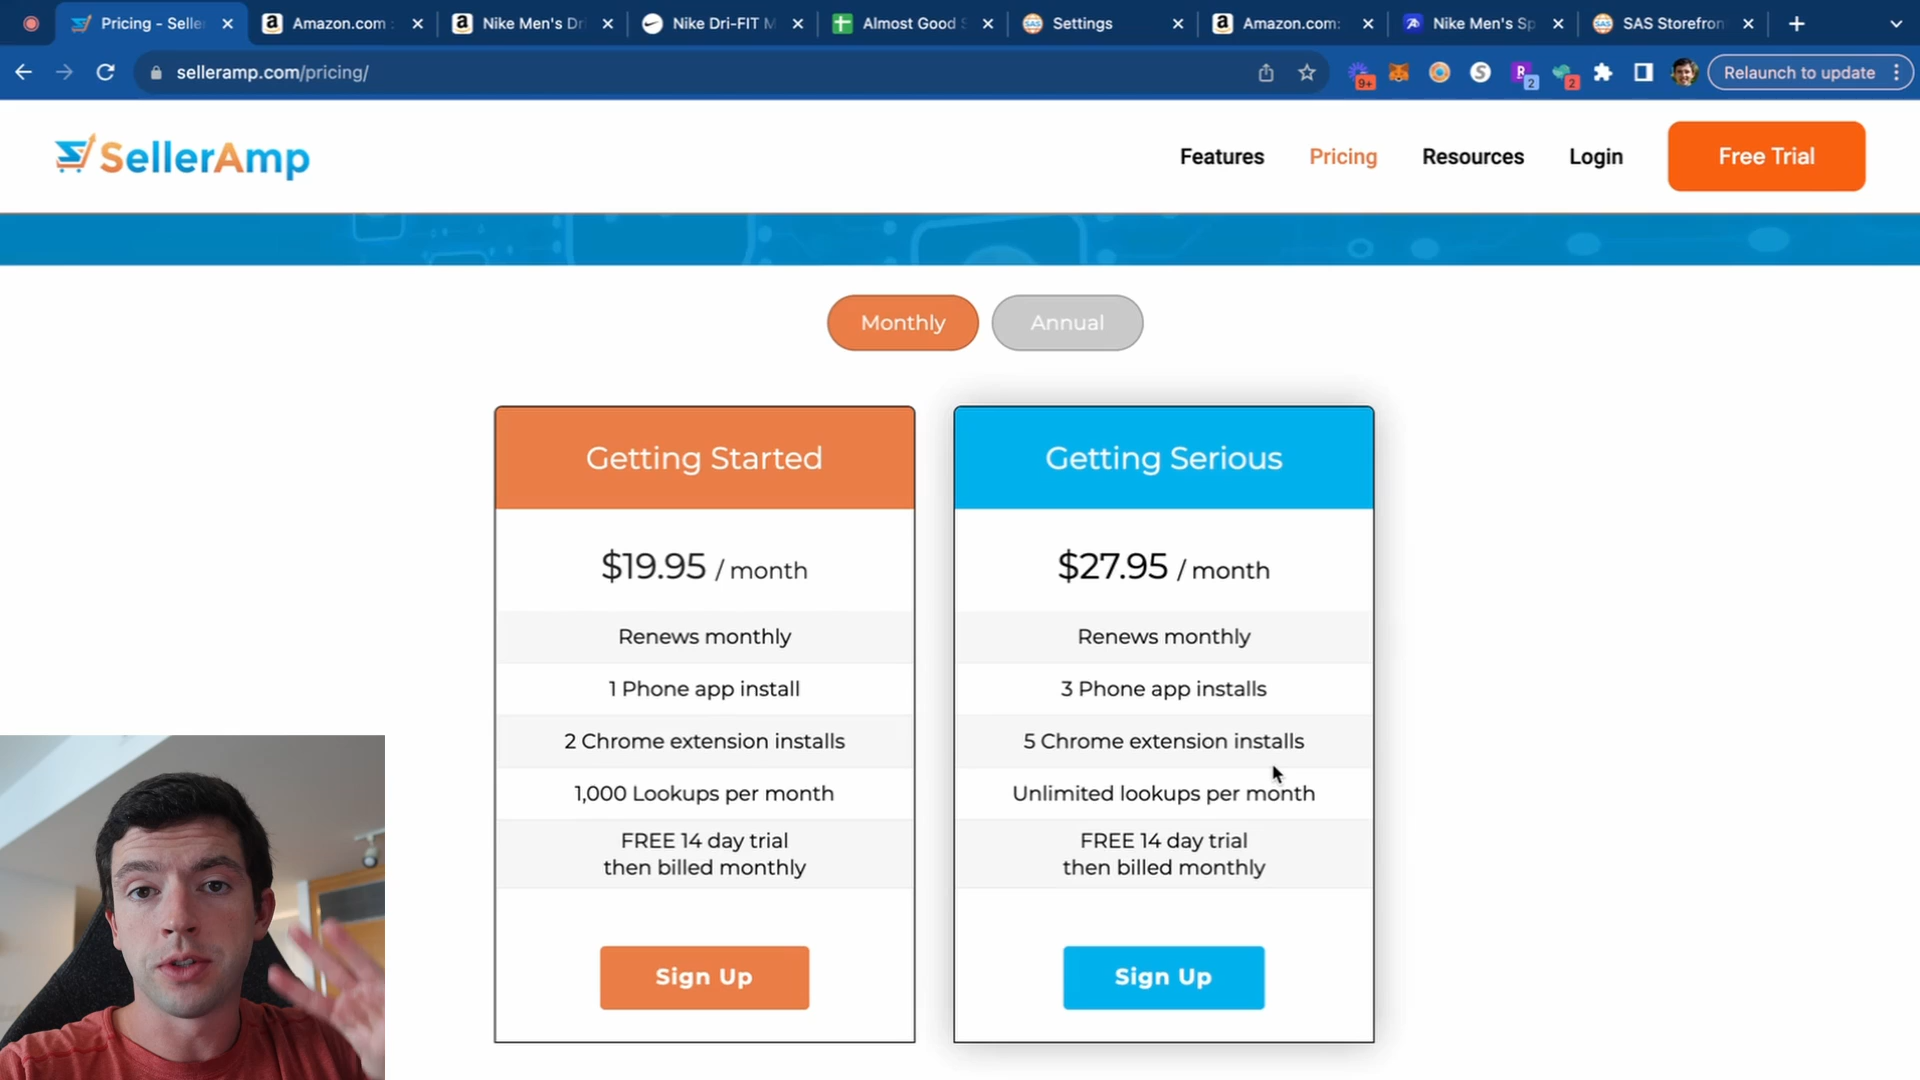 Pricing - Selle
Amazon.com :
Nike Men's Dri
Nike Dri-FIT M
Almost Good S
Settings
Amazon.com:
Nike Men's Sp
SAS Storefron
selleramp.com/pricing/
9+
2
2
Relaunch to update
SellerAmp
Features
Pricing
Resources
Login
Free Trial
Monthly
Annual
Getting Started
$19.95 / month
Renews monthly
1 Phone app install
2 Chrome extension installs
1,000 Lookups per month
FREE 14 day trial
then billed monthly
Sign Up
Getting Serious
$27.95 / month
Renews monthly
3 Phone app installs
5 Chrome extension installs
Unlimited lookups per month
FREE 14 day trial
then billed monthly
Sign Up